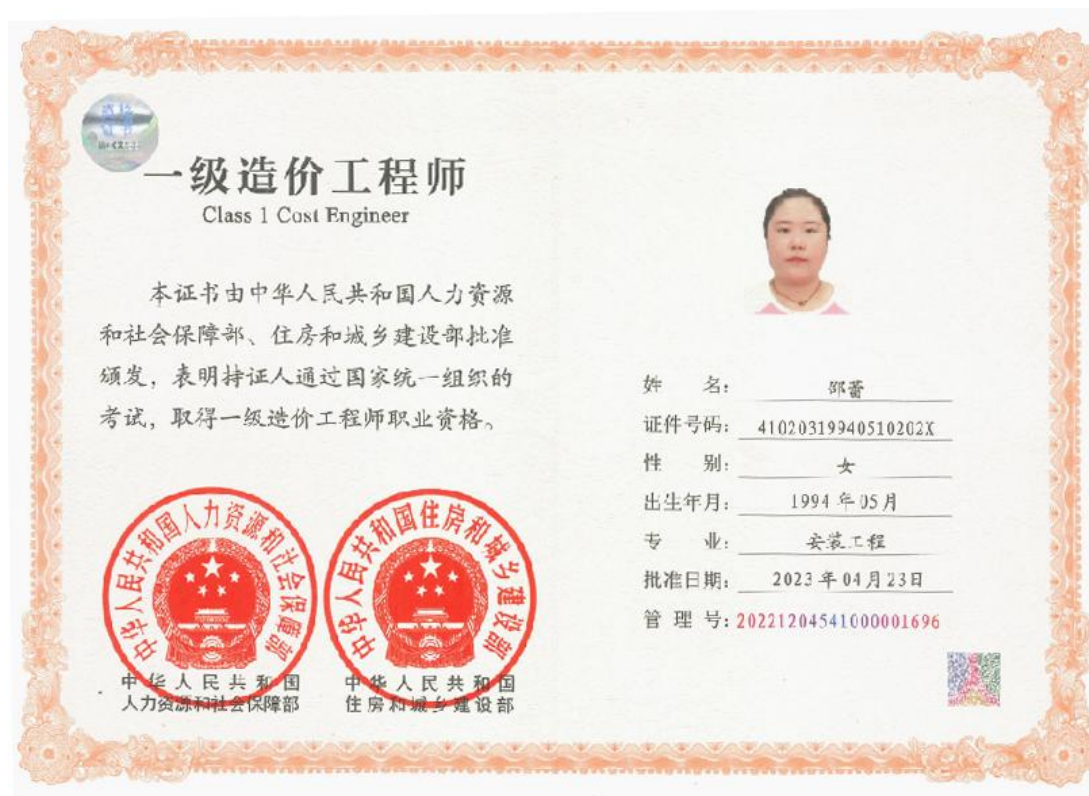 一级造价工程师
Class 1 Cost Engineer
本证书由中华人民共和国人力资源
和社会保障部、住房和城乡建设部批准
颁发，表明持证人通过国家统一组织的
考试，取得一级造价工程师职业资格。
中华人民共和国人力资源和社会保障部
中华人民共和国住房和城乡建设部
中华人民共和国
人力资源和社会保障部
中华人民共和国
住房和城乡建设部
姓 名： 邵蕾
证件号码： 41020319940510202X
性 别： 女
出生年月： 1994年05月
专 业： 安装工程
批准日期： 2023年04月23日
管 理 号：20221204541000001696